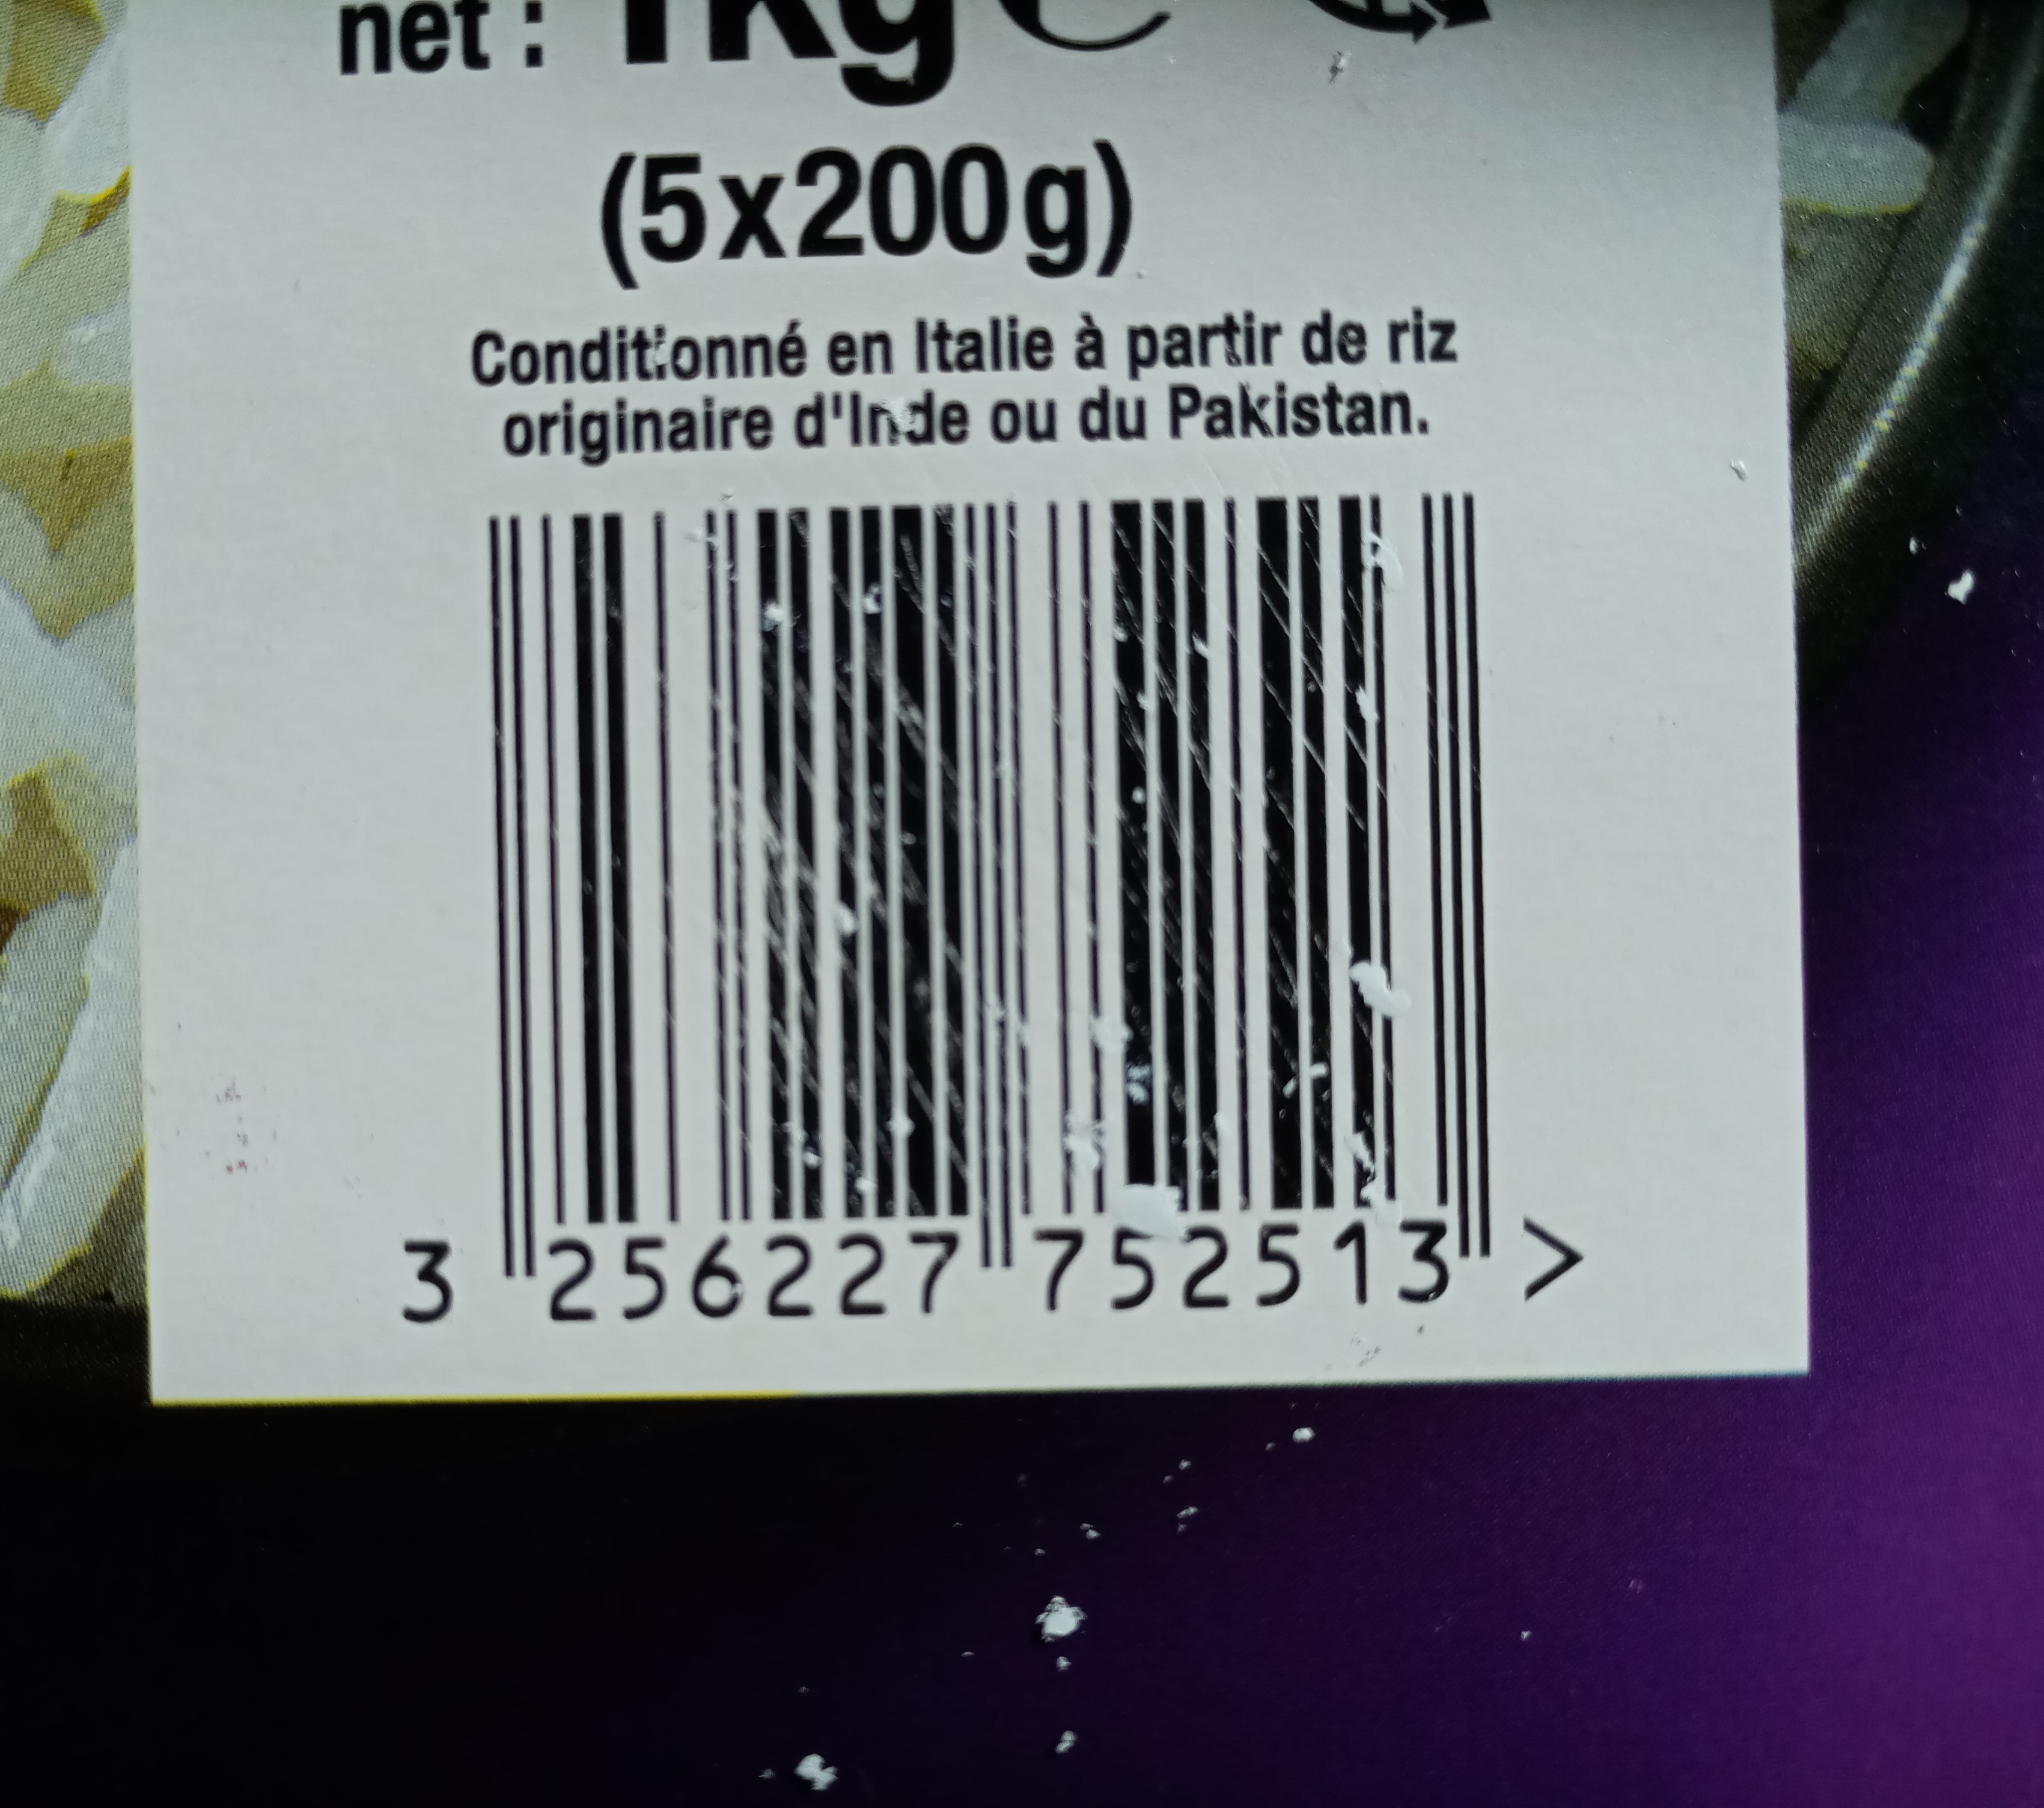 net : 1kg e
(5x200g)
Conditionné en Italie à partir de riz
originaire d'Inde ou du Pakistan.
3 256227 752513 >